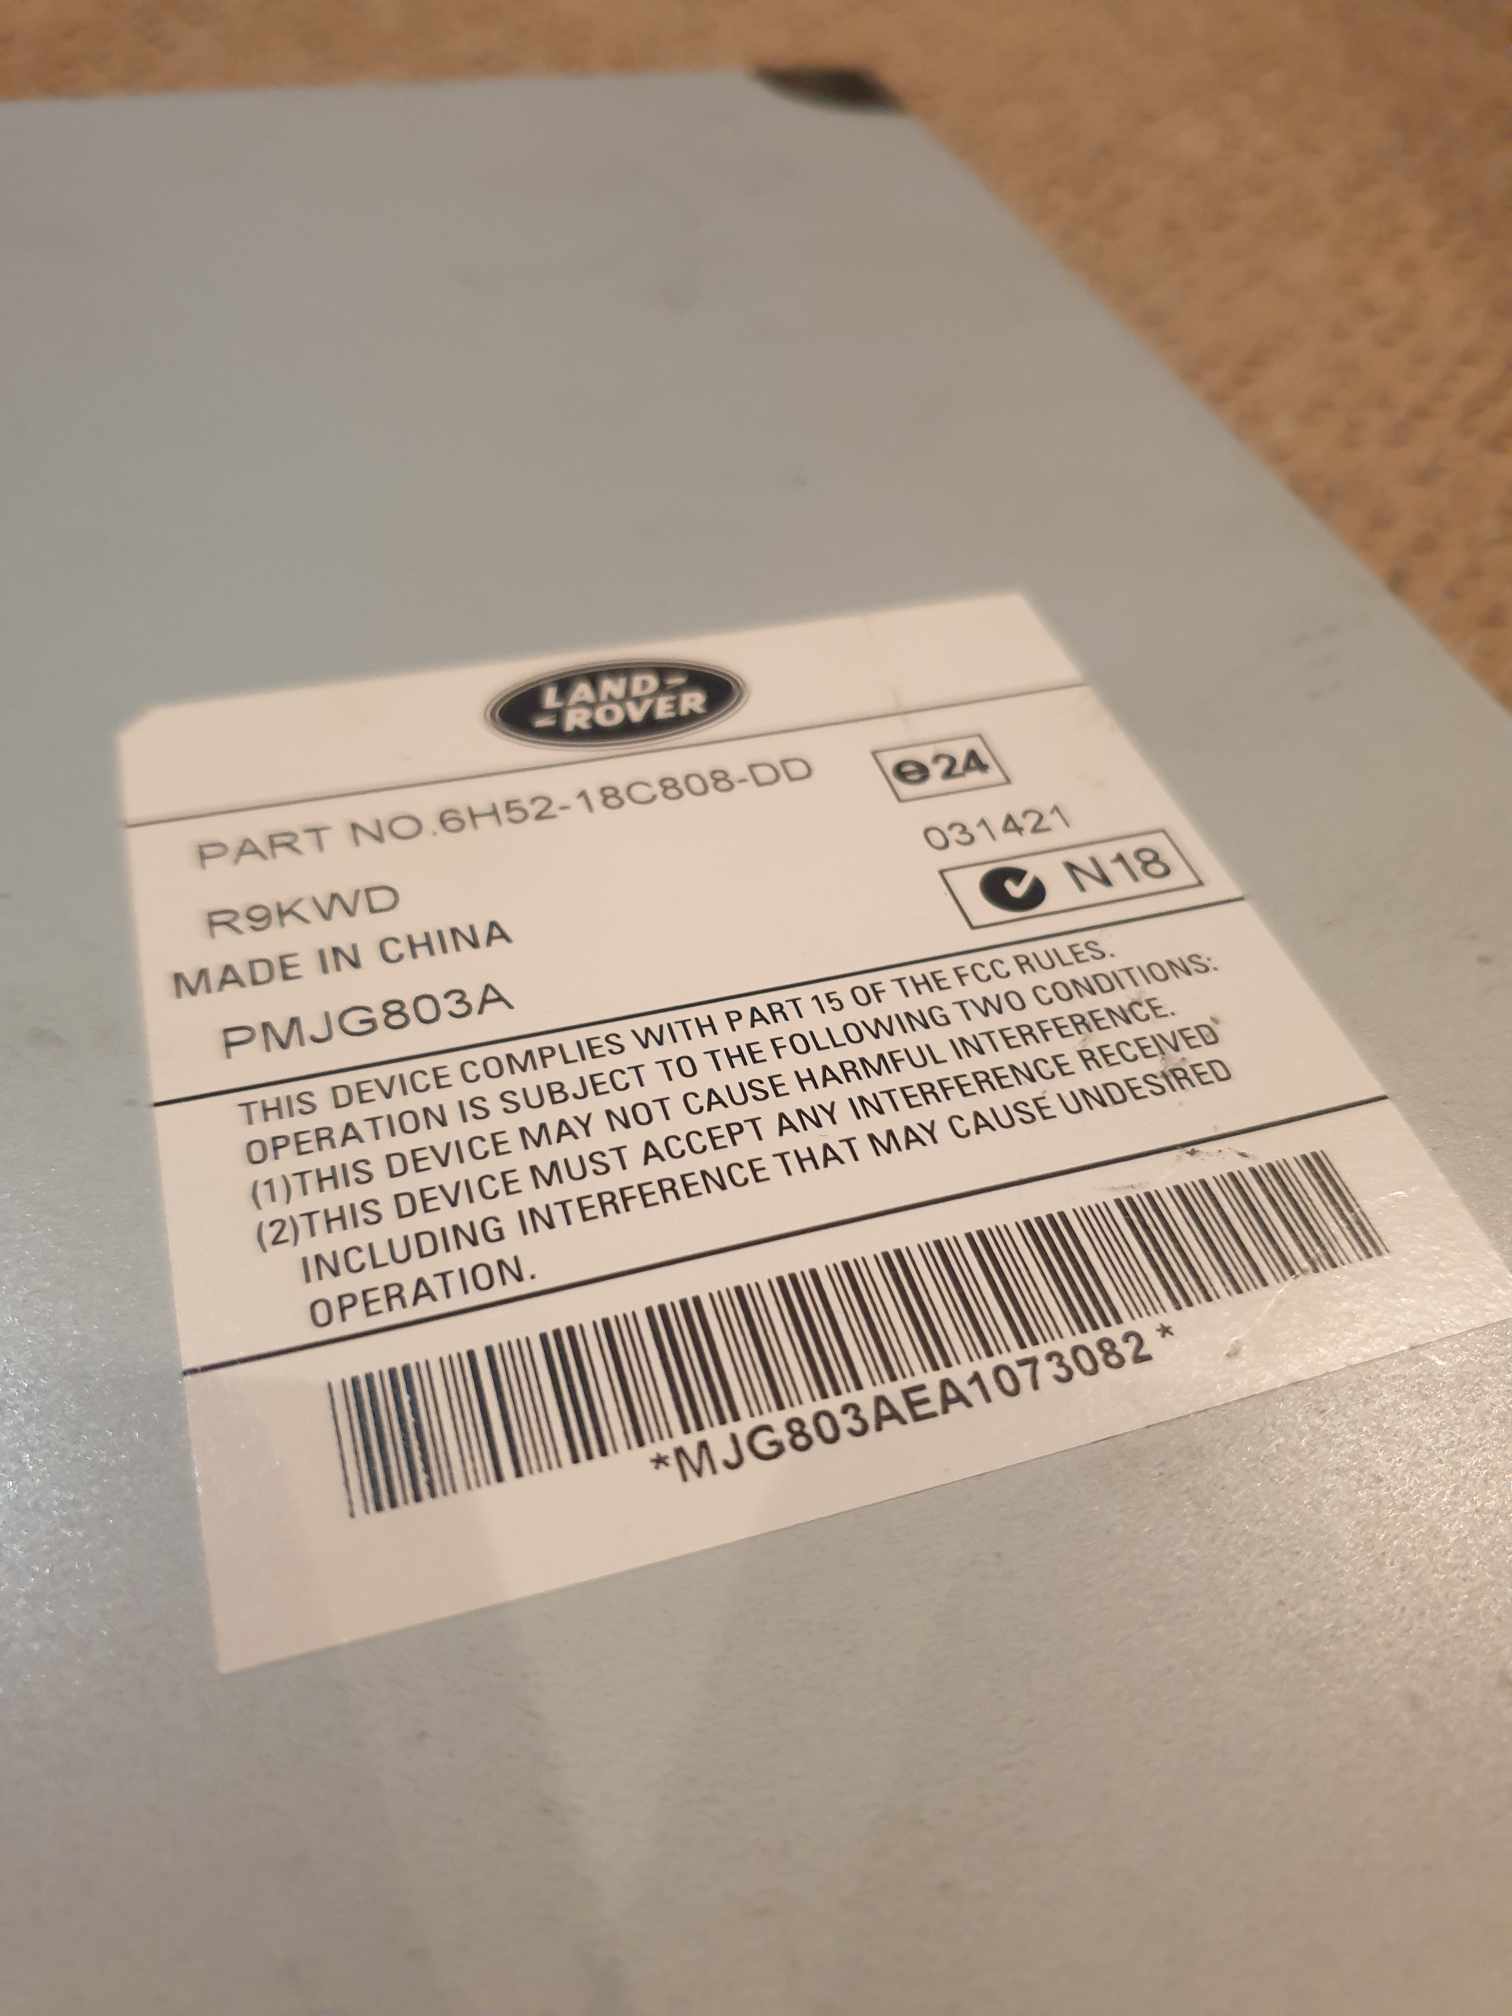 LAND-
-ROVER
PART NO.6H52-18C808-DD
e24
031421
R9KWD
N18
MADE IN CHINA
PMJG803A
THIS DEVICE COMPLIES WITH PART 15 OF THE FCC RULES.
OPERATION IS SUBJECT TO THE FOLLOWING TWO CONDITIONS:
(1)THIS DEVICE MAY NOT CAUSE HARMFUL INTERFERENCE.
(2)THIS DEVICE MUST ACCEPT ANY INTERFERENCE RECEIVED
INCLUDING INTERFERENCE THAT MAY CAUSE UNDESIRED
OPERATION.
*MJG803AEA1073082*